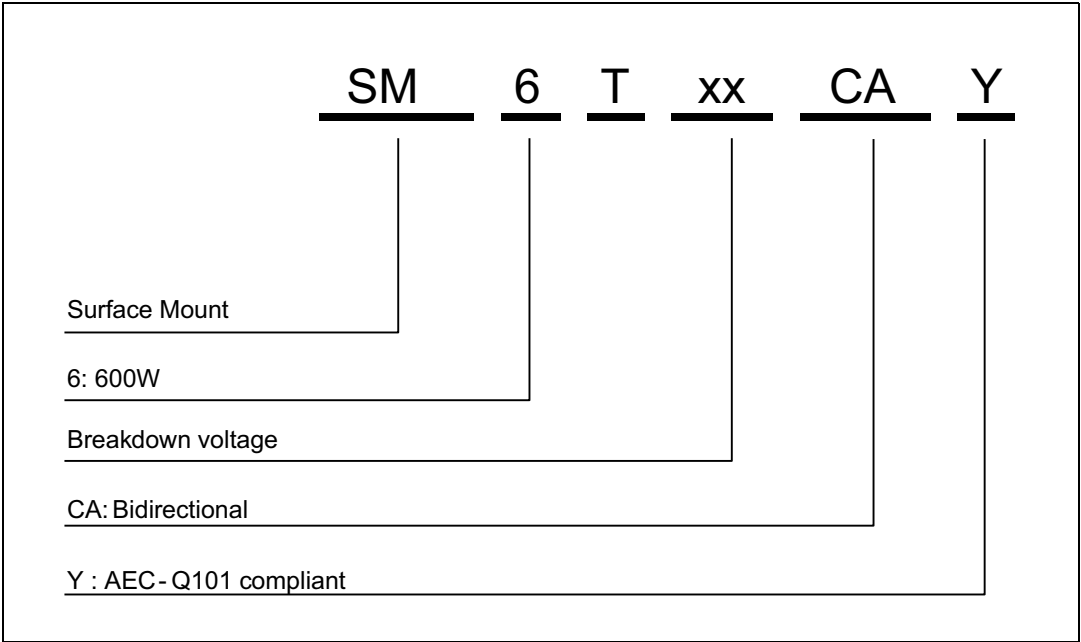 SM 6 T xx CA Y
Surface Mount
6: 600W
Breakdown voltage
CA: Bidirectional
Y : AEC-Q101 compliant